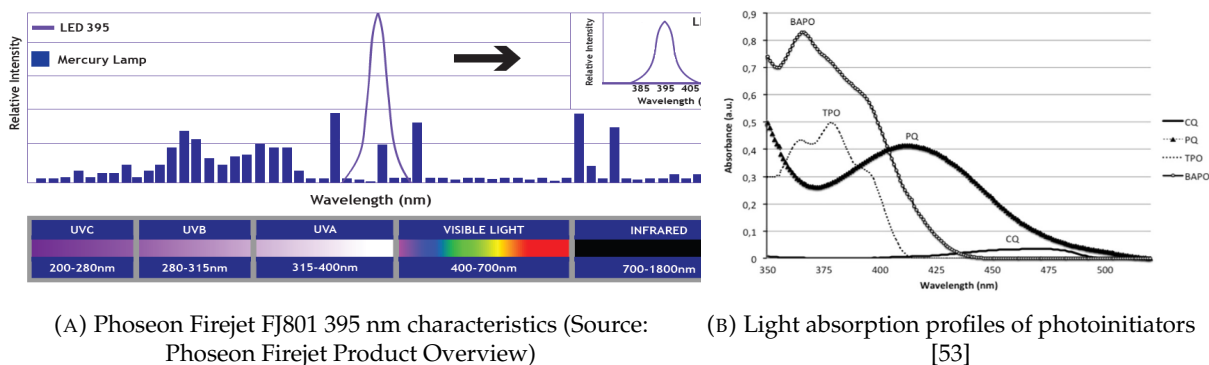 LED 395
Mercury Lamp
Relative Intensity
Wavelength (nm)
Relative Intensity
385 395 405
Wavelength (
UVC
UVB
UVA
VISIBLE LIGHT
INFRARED
200-280nm
280-315nm
315-400nm
400-700nm
700-1800nm
(A) Phoseon Firejet FJ801 395 nm characteristics (Source:
Phoseon Firejet Product Overview)
0,9
0,8
0,7
0,6
0,5
0,4
0,3
0,2
0,1
0
Absorbance (a.u.)
BAPO
TPO
PQ
CQ
CQ
PQ
TPO
BAPO
350 375 400 425 450 475 500
Wavelength (nm)
(B) Light absorption profiles of photoinitiators
[53]